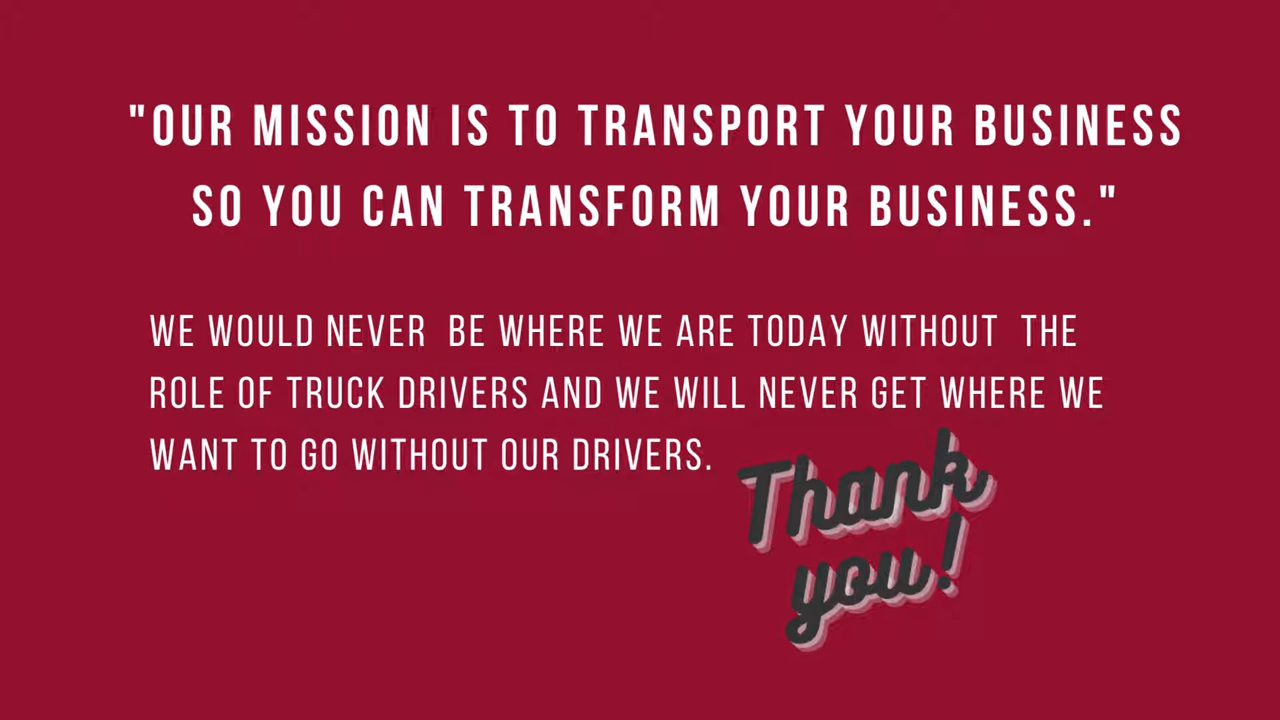 "OUR MISSION IS TO TRANSPORT YOUR BUSINESS
SO YOU CAN TRANSFORM YOUR BUSINESS."
WE WOULD NEVER BE WHERE WE ARE TODAY WITHOUT THE
ROLE OF TRUCK DRIVERS AND WE WILL NEVER GET WHERE WE
WANT TO GO WITHOUT OUR DRIVERS.
Thank
you!